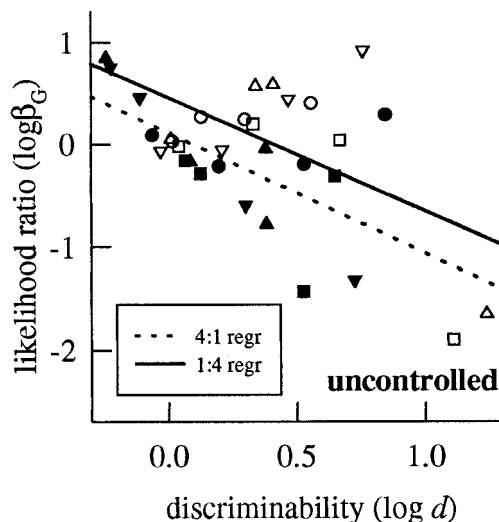 likelihood ratio (logβG)
1
0
-1
-2
4:1 regr
1:4 regr
uncontrolled
0.0 0.5 1.0
discriminability (log d)